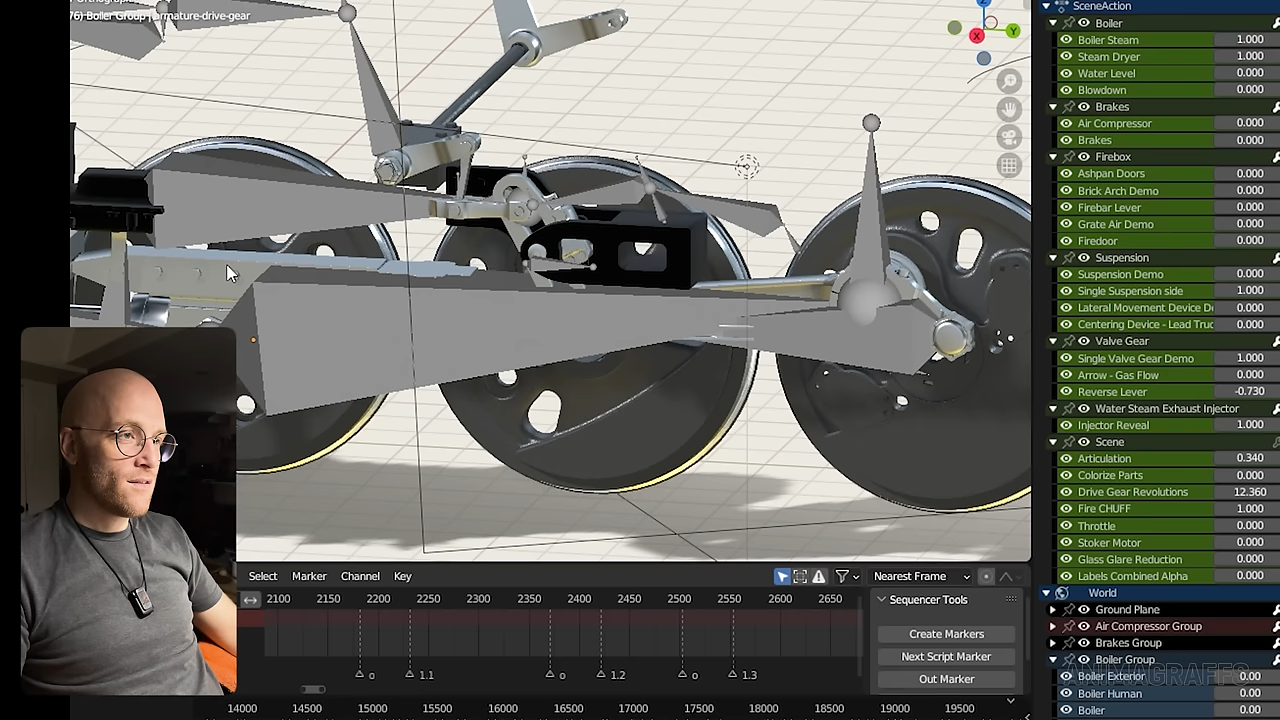 76) Boiler Group | armature-drive-gear
Z
X
Y
SceneAction
Boiler
Boiler Steam 1.000
Steam Dryer 1.000
Water Level 0.000
Blowdown 0.000
Brakes
Air Compressor 0.000
Brakes 0.000
Firebox
Ashpan Doors 0.000
Brick Arch Demo 0.000
Firebar Lever 0.000
Grate Air Demo 0.000
Firedoor 0.000
Suspension
Suspension Demo 0.000
Single Suspension side 1.000
Lateral Movement Device D 0.000
Centering Device - Lead Truc 0.000
Valve Gear
Single Valve Gear Demo 1.000
Arrow - Gas Flow 0.000
Reverse Lever -0.730
Water Steam Exhaust Injector
Injector Reveal 1.000
Scene
Articulation 0.340
Colorize Parts 0.000
Drive Gear Revolutions 12.360
Fire CHUFF 1.000
Throttle 0.000
Stoker Motor 0.000
Glass Glare Reduction 0.000
Labels Combined Alpha 0.000
World
Ground Plane
Air Compressor Group
Brakes Group
Boiler Group
ANIMAGRAFFS
Boiler Exterior 0.00
Boiler Human 0.00
Boiler 0.00
Select Marker Channel Key
Nearest Frame
2100 2150 2200 2250 2300 2350 2400 2450 2500 2550 2600 2650
o 1.1 o 1.2 o 1.3
Sequencer Tools
Create Markers
Next Script Marker
Out Marker
14000 14500 15000 15500 16000 16500 17000 17500 18000 18500 19000 19500